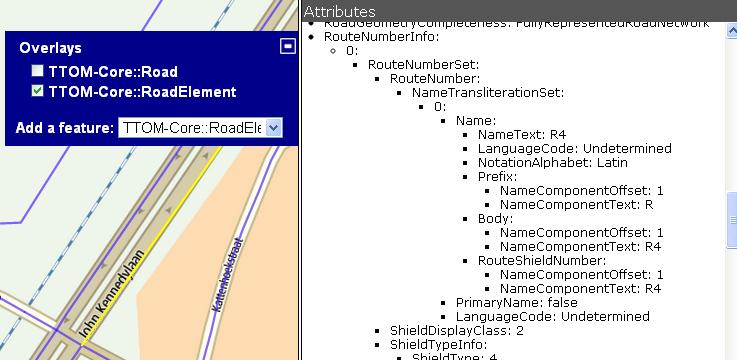 Overlays
TTOM-Core::Road
TTOM-Core::RoadElement
Add a feature: TTOM-Core::RoadEle
John Kennedylaan
Kattenhoekstraat
Attributes
RoadGeometryCompleteness: FullyRepresentedRoadNetwork
RouteNumberInfo:
0:
RouteNumberSet:
RouteNumber:
NameTransliterationSet:
0:
Name:
NameText: R4
LanguageCode: Undetermined
NotationAlphabet: Latin
Prefix:
NameComponentOffset: 1
NameComponentText: R
Body:
NameComponentOffset: 1
NameComponentText: R4
RouteShieldNumber:
NameComponentOffset: 1
NameComponentText: R4
PrimaryName: false
LanguageCode: Undetermined
ShieldDisplayClass: 2
ShieldTypeInfo:
ShieldType: 4